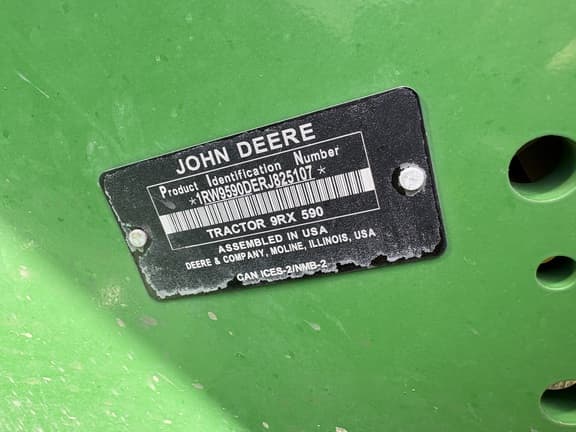 JOHN DEERE
Product Identification Number
*1RW9590DERJ825107*
TRACTOR 9RX 590
ASSEMBLED IN USA
DEERE & COMPANY, MOLINE, ILLINOIS, USA
CAN ICES-2/NMB-2